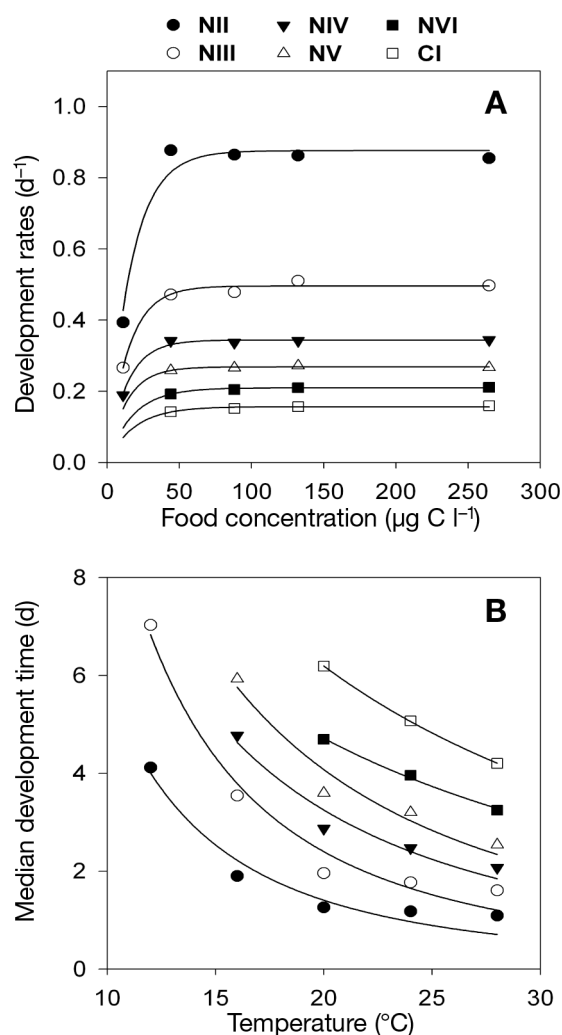 NII NIV NVI
NIII NV CI
A
1.0
0.8
0.6
0.4
0.2
0.0
Development rates (d⁻¹)
0 50 100 150 200 250 300
Food concentration (µg C l⁻¹)
B
8
6
4
2
0
Median development time (d)
10 15 20 25 30
Temperature (°C)